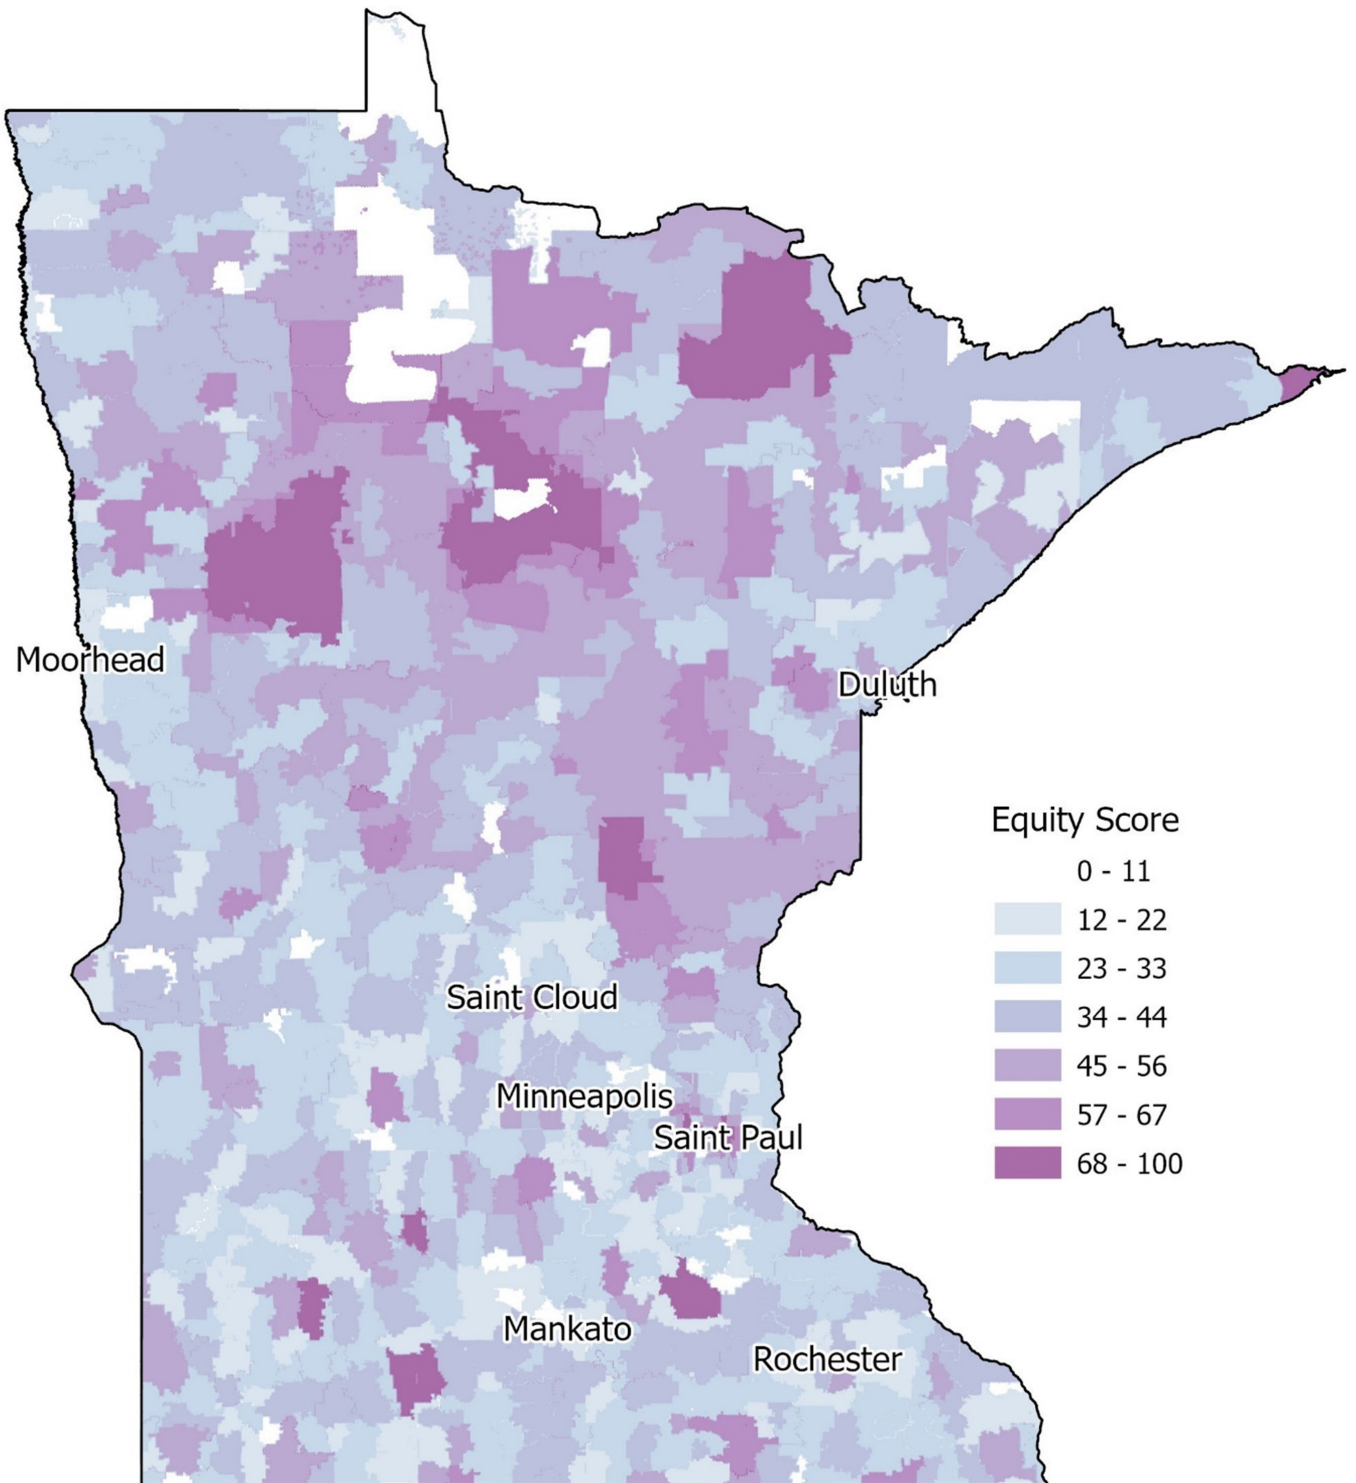 Moorhead
Duluth
Equity Score
0 - 11
12 - 22
23 - 33
Saint Cloud
34 - 44
45 - 56
Minneapolis
57 - 67
Saint Paul
68 - 100
Mankato
Rochester